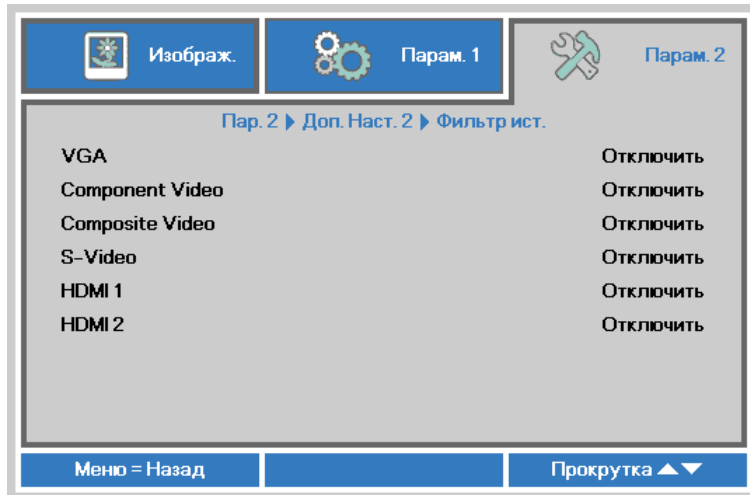 Изображ. Парам. 1 Парам. 2
Пар. 2 ▶ Доп. Наст. 2 ▶ Фильтр ист.
VGA Отключить
Component Video Отключить
Composite Video Отключить
S-Video Отключить
HDMI 1 Отключить
HDMI 2 Отключить
Меню = Назад Прокрутка ▲▼